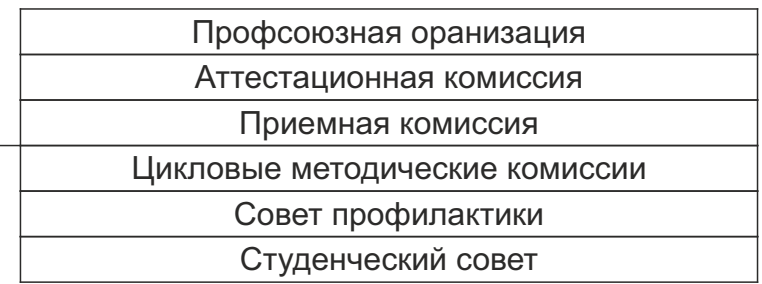 Профсоюзная оранизация
Аттестационная комиссия
Приемная комиссия
Цикловые методические комиссии
Совет профилактики
Студенческий совет